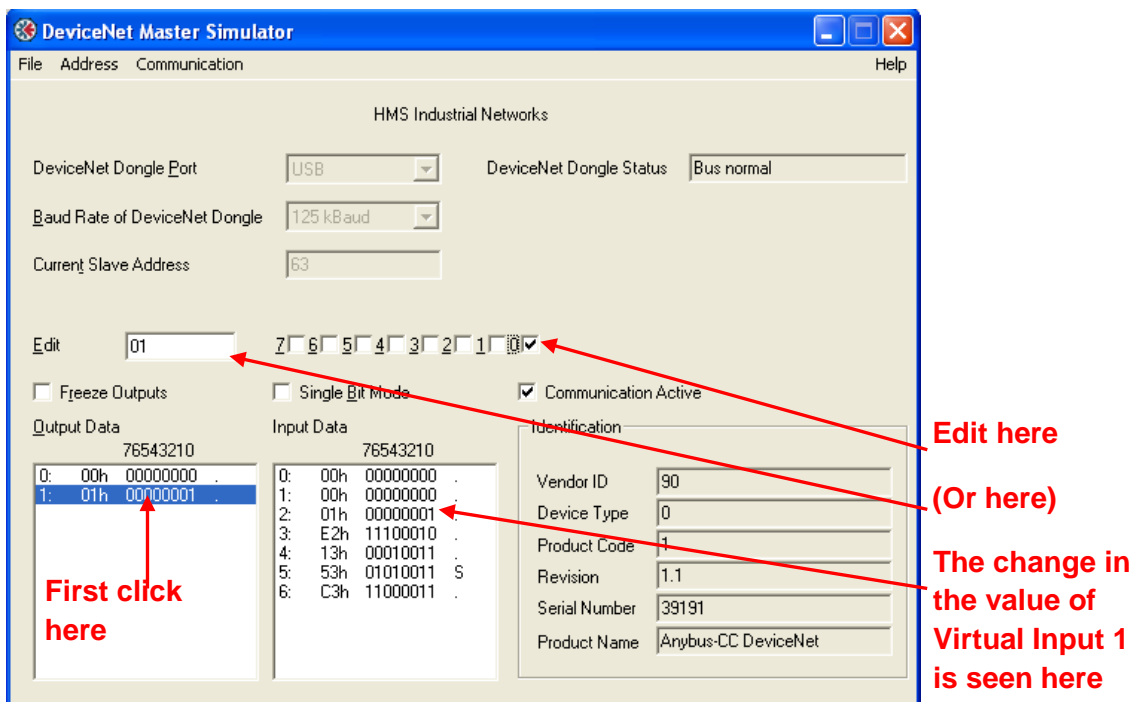 DeviceNet Master Simulator
File Address Communication Help
HMS Industrial Networks
DeviceNet Dongle Port USB DeviceNet Dongle Status Bus normal
Baud Rate of DeviceNet Dongle 125 kBaud
Current Slave Address 63
Edit 01 7 6 5 4 3 2 1 0
Freeze Outputs Single Bit Mode Communication Active
Output Data
76543210
0: 00h 00000000 .
1: 01h 00000001 .
First click
here
Input Data
76543210
0: 00h 00000000 .
1: 00h 00000000 .
2: 01h 00000001 .
3: E2h 11100010 .
4: 13h 00010011 .
5: 53h 01010011 S
6: C3h 11000011 .
Identification
Vendor ID 90
Device Type 0
Product Code 1
Revision 1.1
Serial Number 39191
Product Name Anybus-CC DeviceNet
Edit here
(Or here)
The change in
the value of
Virtual Input 1
is seen here